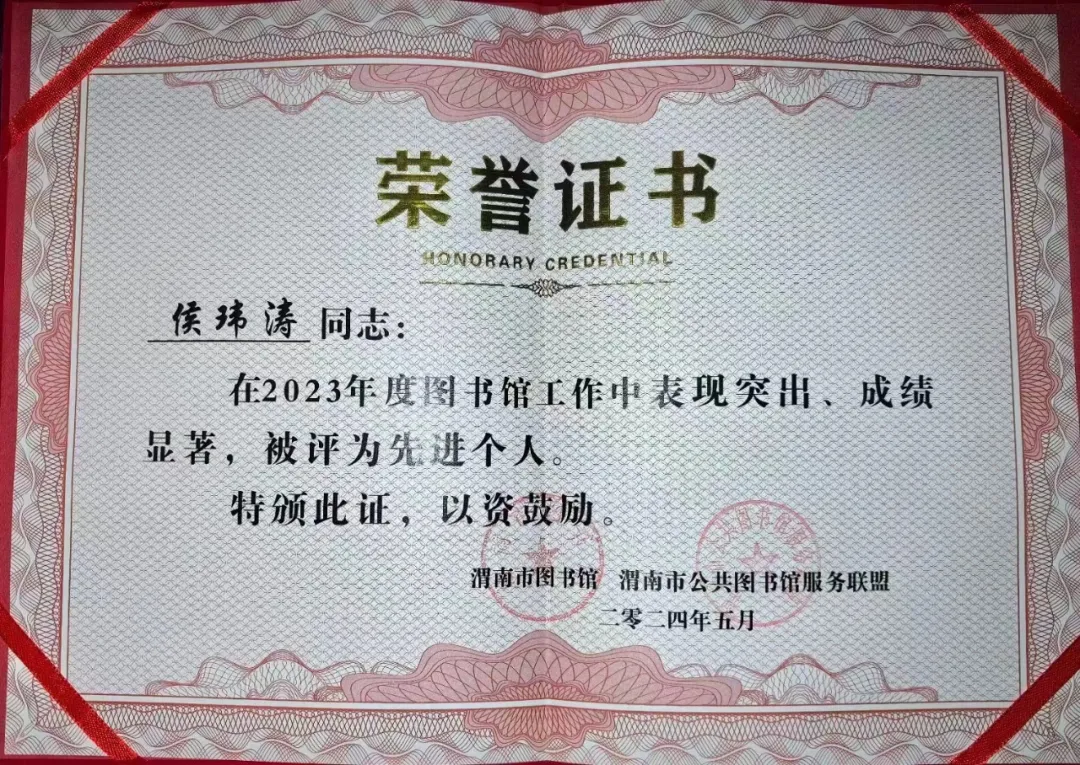 荣誉证书
HONORARY CREDENTIAL
侯玮涛 同志：
在2023年度图书馆工作中表现突出、成绩
显著，被评为先进个人。
特颁此证，以资鼓励。
渭南市图书馆 渭南市公共图书馆服务联盟
二零二四年五月